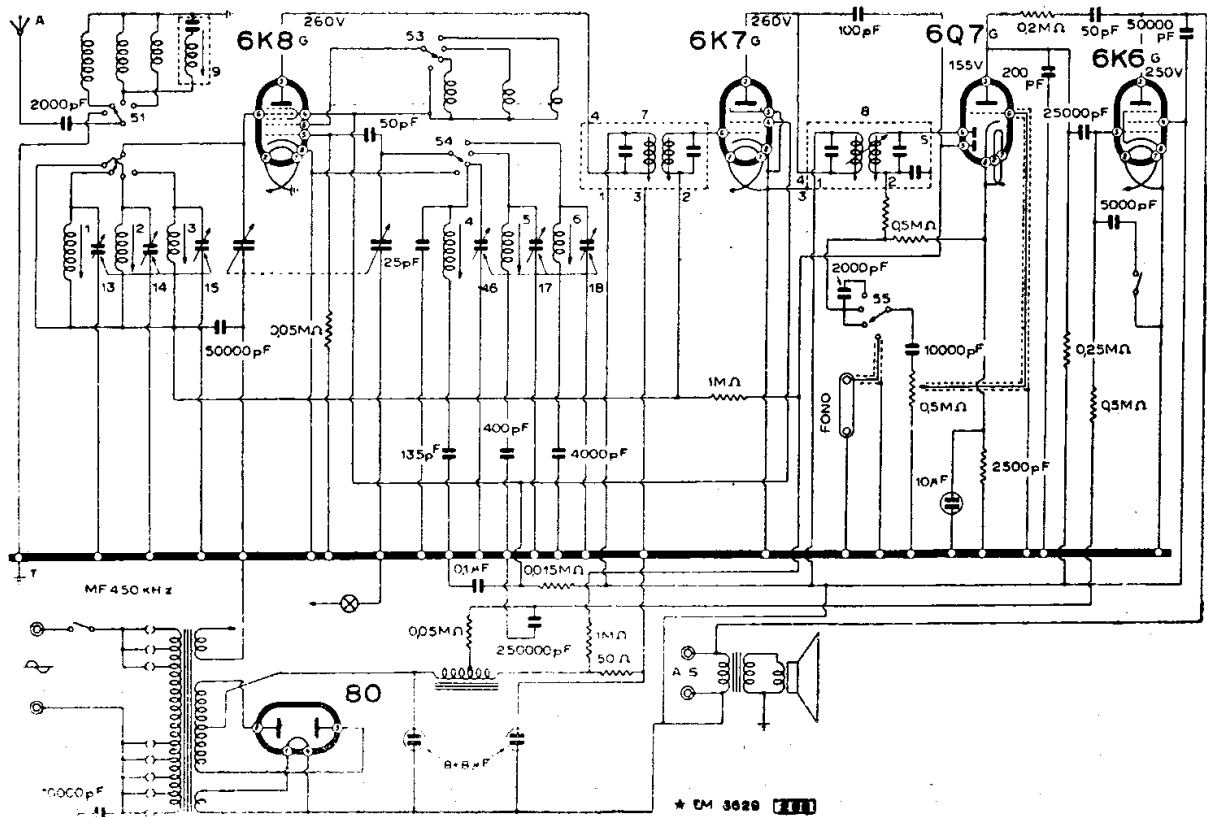 A
260V
6K8G
53
260V
100pF
6Q7G
0,2MΩ
50pF
50000
PF
6K6G
250V
6K7G
155V
200
PF
25000pF
9
2000pF
51
50pF
54
4
7
8
5
1
3
2
4
3
1
2
0,5MΩ
5000pF
1
2
3
4
5
6
13
14
15
25pF
16
17
18
2000pF
55
0,05MΩ
50000pF
10000pF
0,25MΩ
1MΩ
FONO
0,5MΩ
0,5MΩ
135pF
400pF
4000pF
10µF
2500pF
T
MF 450 KHz
0,1µF
0,015MΩ
0,05MΩ
250000pF
1MΩ
50Ω
A S
80
8+8µF
10000pF
★ EM 3629